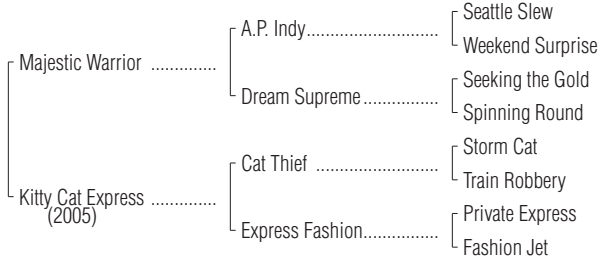 Seattle Slew
A.P. Indy..............................
Weekend Surprise
Majestic Warrior ...............
Seeking the Gold
Dream Supreme.................
Spinning Round
Storm Cat
Cat Thief ............................
Train Robbery
Kitty Cat Express ...............
(2005)
Private Express
Express Fashion.................
Fashion Jet